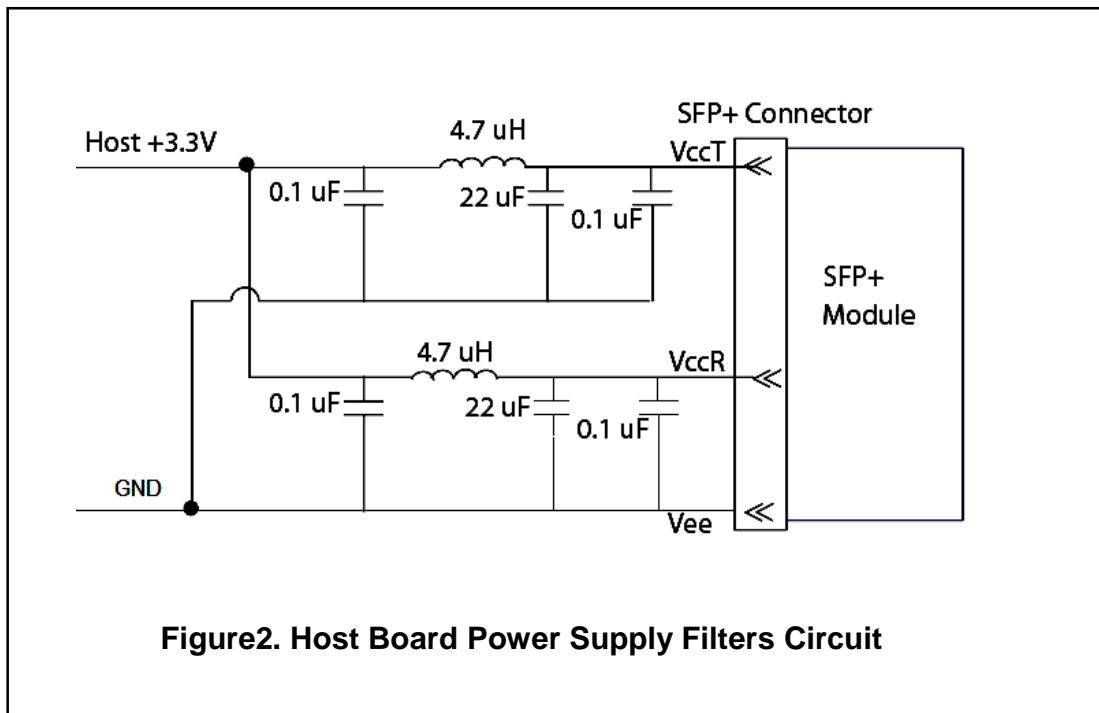 SFP+ Connector
4.7 uH
Host +3.3V
VccT
0.1 uF
22 uF
0.1 uF
SFP+
Module
4.7 uH
VccR
0.1 uF
22 uF
0.1 uF
GND
Vee
Figure2. Host Board Power Supply Filters Circuit